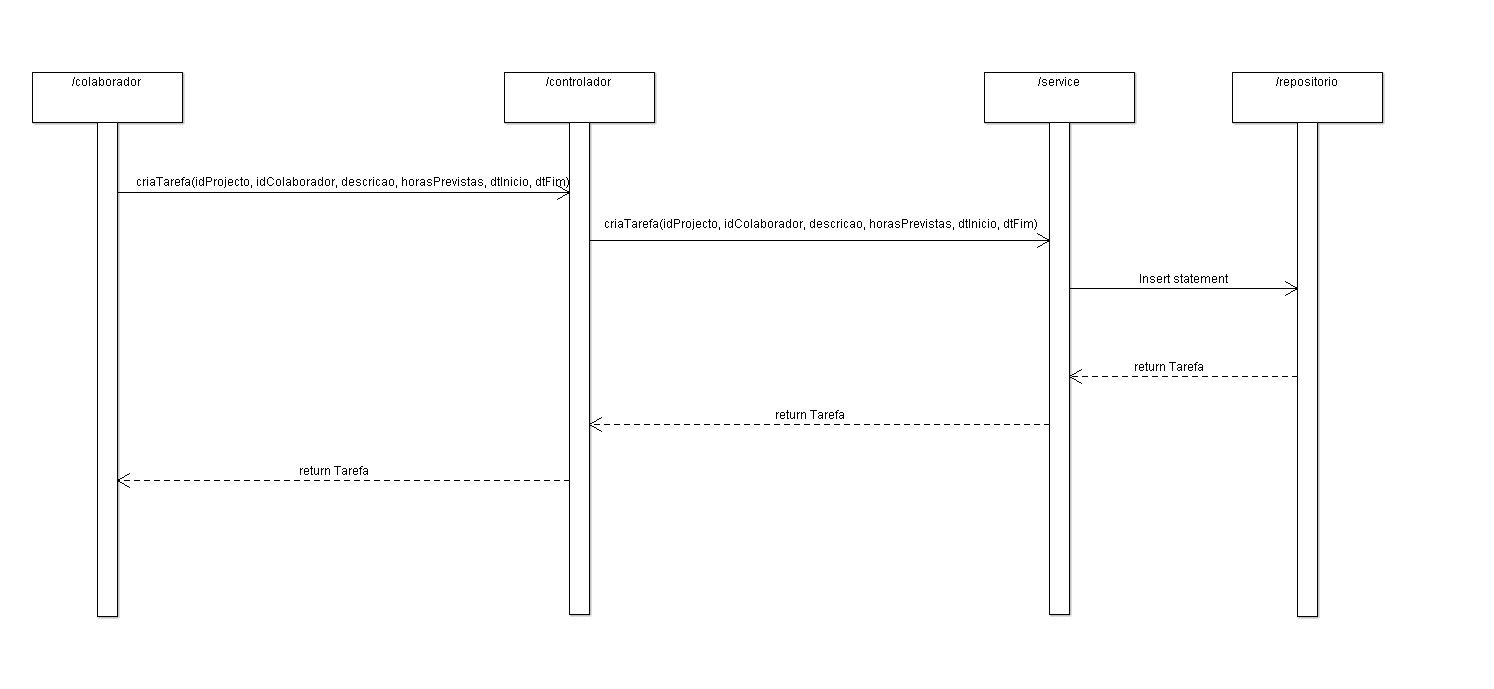 /colaborador
/controlador
/service
/repositorio
criaTarefa(idProjecto, idColaborador, descricao, horasPrevistas, dtInicio, dtFim)
criaTarefa(idProjecto, idColaborador, descricao, horasPrevistas, dtInicio, dtFim)
Insert statement
return Tarefa
return Tarefa
return Tarefa